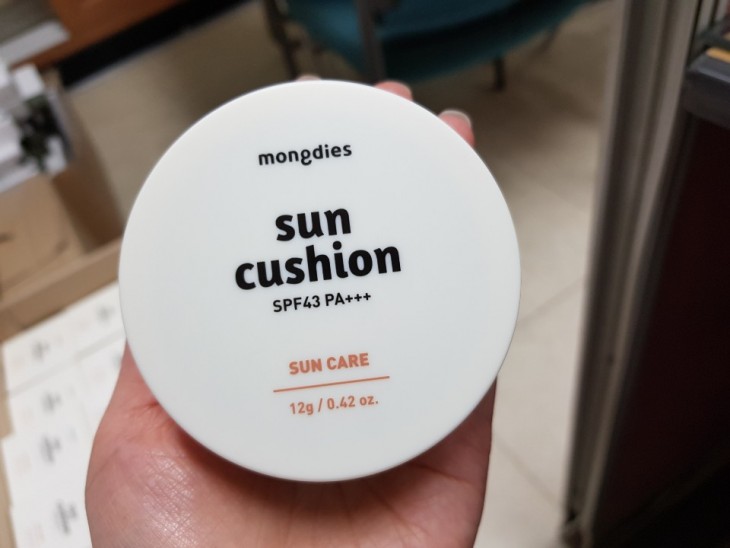 mongdies
sun
cushion
SPF43 PA+++
SUN CARE
12g / 0.42 oz.